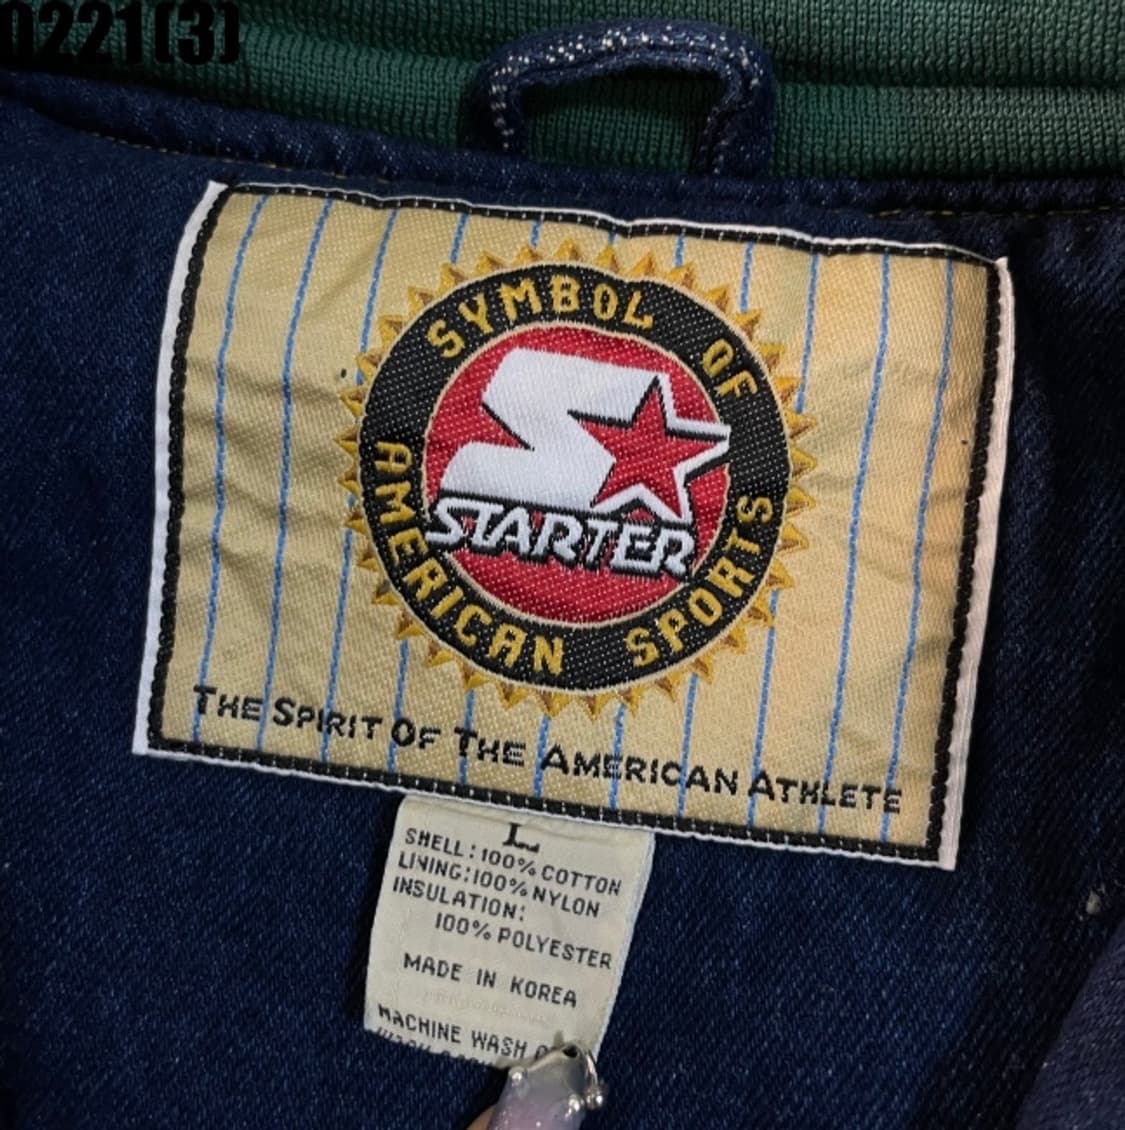 0221(3)
SYMBOL OF
AMERICAN SPORTS
STARTER
THE SPIRIT OF THE AMERICAN ATHLETE
L
SHELL: 100% COTTON
LINING: 100% NYLON
INSULATION:
100% POLYESTER
MADE IN KOREA
MACHINE WASH